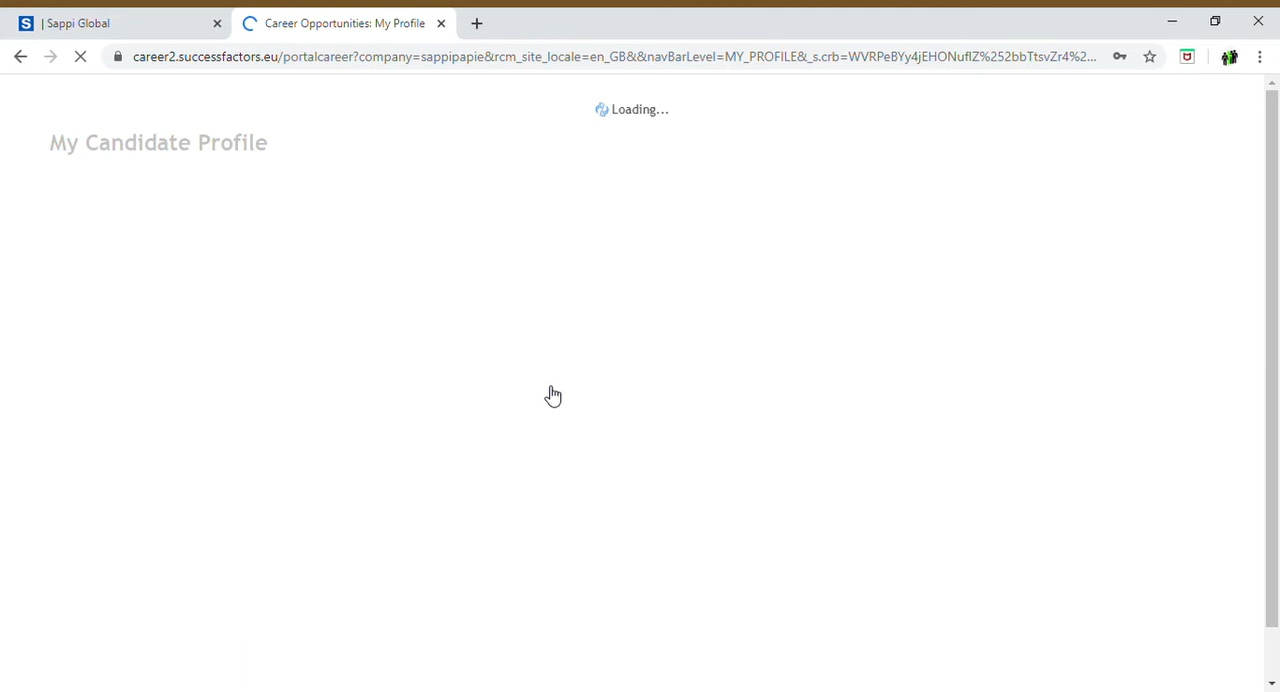 S | Sappi Global
Career Opportunities: My Profile
career2.successfactors.eu/portalcareer?company=sappipapie&rcm_site_locale=en_GB&&navBarLevel=MY_PROFILE&_s.crb=WVRPeBYy4jEHONuflZ%252bbTtsvZr4%2...
Loading...
My Candidate Profile